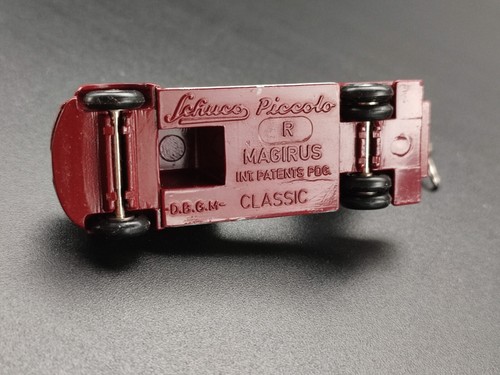 Schuco Piccolo
R
MAGIRUS
INT. PATENTS PDG.
-D.B.G.M- CLASSIC